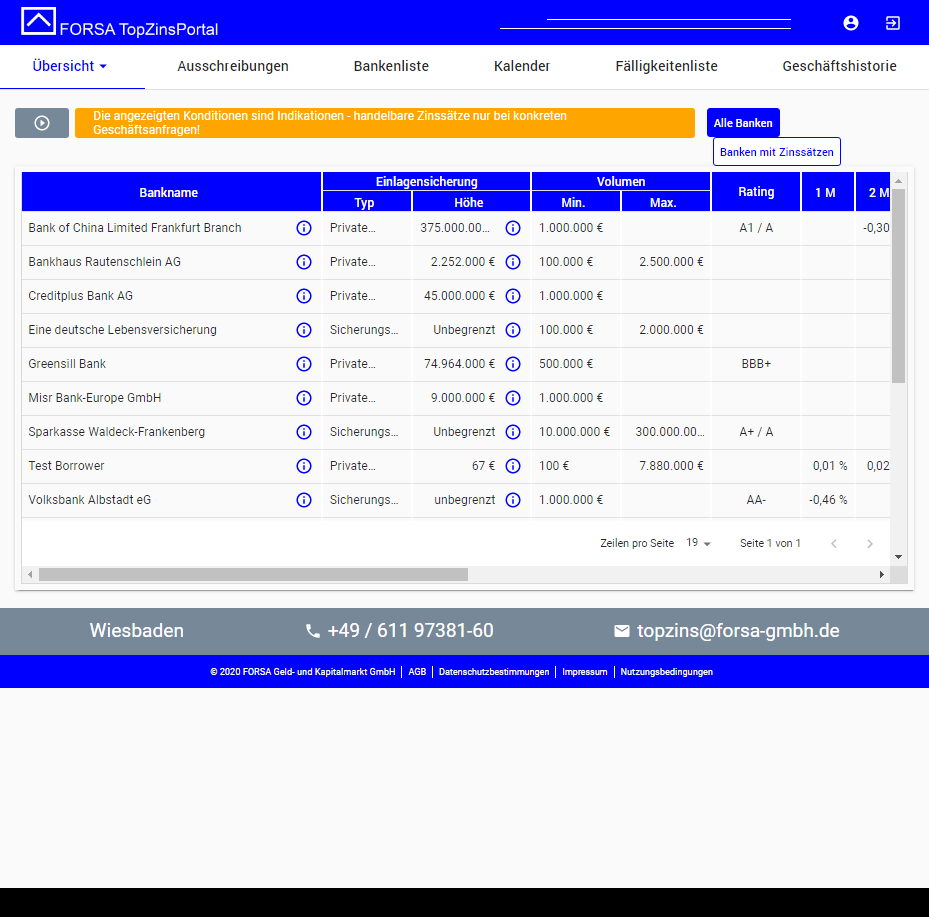 FORSA TopZinsPortal
Übersicht Ausschreibungen Bankenliste Kalender Fälligkeitenliste Geschäftshistorie
Die angezeigten Konditionen sind Indikationen - handelbare Zinssätze nur bei konkreten
Geschäftsanfragen!
Alle Banken
Banken mit Zinssätzen
Bankname Einlagensicherung Volumen Rating 1 M 2 M
Typ Höhe Min. Max.
Bank of China Limited Frankfurt Branch Private... 375.000.00... 1.000.000 € A1 / A -0,30
Bankhaus Rautenschlein AG Private... 2.252.000 € 100.000 € 2.500.000 €
Creditplus Bank AG Private... 45.000.000 € 1.000.000 €
Eine deutsche Lebensversicherung Sicherungs... Unbegrenzt 100.000 € 2.000.000 €
Greensill Bank Private... 74.964.000 € 500.000 € BBB+
Misr Bank-Europe GmbH Private... 9.000.000 € 1.000.000 €
Sparkasse Waldeck-Frankenberg Sicherungs... Unbegrenzt 10.000.000 € 300.000.00... A+ / A
Test Borrower Private... 67 € 100 € 7.880.000 € 0,01 % 0,02
Volksbank Albstadt eG Sicherungs... unbegrenzt 1.000.000 € AA- -0,46 %
Zeilen pro Seite 19 Seite 1 von 1
Wiesbaden +49 / 611 97381-60 topzins@forsa-gmbh.de
© 2020 FORSA Geld- und Kapitalmarkt GmbH | AGB | Datenschutzbestimmungen | Impressum | Nutzungsbedingungen